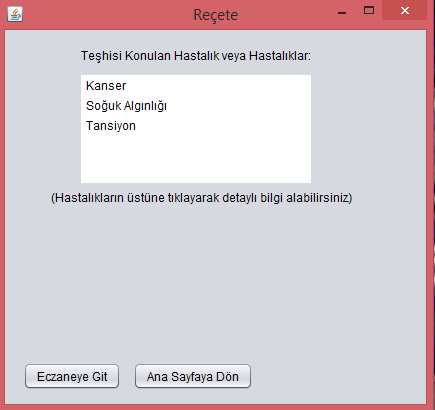 Reçete
Teşhisi Konulan Hastalık veya Hastalıklar:
Kanser
Soğuk Algınlığı
Tansiyon
(Hastalıkların üstüne tıklayarak detaylı bilgi alabilirsiniz)
Eczaneye Git
Ana Sayfaya Dön